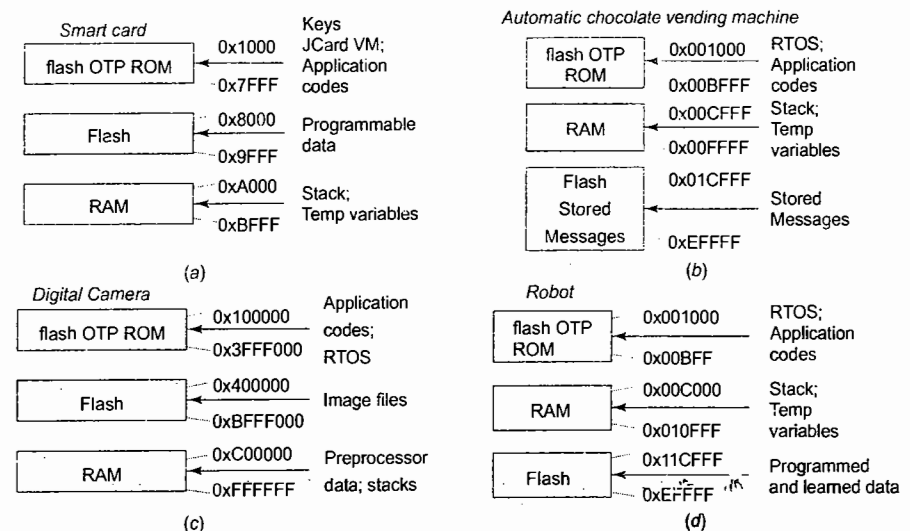 Smart card
flash OTP ROM
0x1000
0x7FFF
Keys
JCard VM;
Application
codes
Flash
0x8000
0x9FFF
Programmable
data
RAM
0xA000
0xBFFF
Stack;
Temp variables
(a)
Automatic chocolate vending machine
flash OTP
ROM
0x001000
0x00BFFF
RTOS;
Application
codes
RAM
0x00CFFF
0x00FFFF
Stack;
Temp
variables
Flash
Stored
Messages
0x01CFFF
0xEFFFF
Stored
Messages
(b)
Digital Camera
flash OTP ROM
0x100000
0x3FFF000
Application
codes;
RTOS
Flash
0x400000
0xBFFF000
Image files
RAM
0xC00000
0xFFFFFF
Preprocessor
data; stacks
(c)
Robot
flash OTP
ROM
0x001000
0x00BFF
RTOS;
Application
codes
RAM
0x00C000
0x010FFF
Stack;
Temp
variables
Flash
0x11CFFF
0xEFFFFF
Programmed
and learned data
(d)